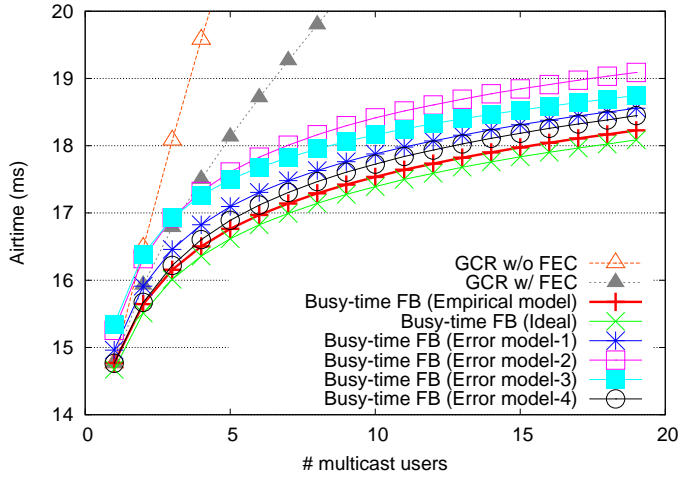 20
19
18
17
16
15
14
Airtime (ms)
GCR w/o FEC
GCR w/ FEC
Busy-time FB (Empirical model)
Busy-time FB (Ideal)
Busy-time FB (Error model-1)
Busy-time FB (Error model-2)
Busy-time FB (Error model-3)
Busy-time FB (Error model-4)
0 5 10 15 20
# multicast users